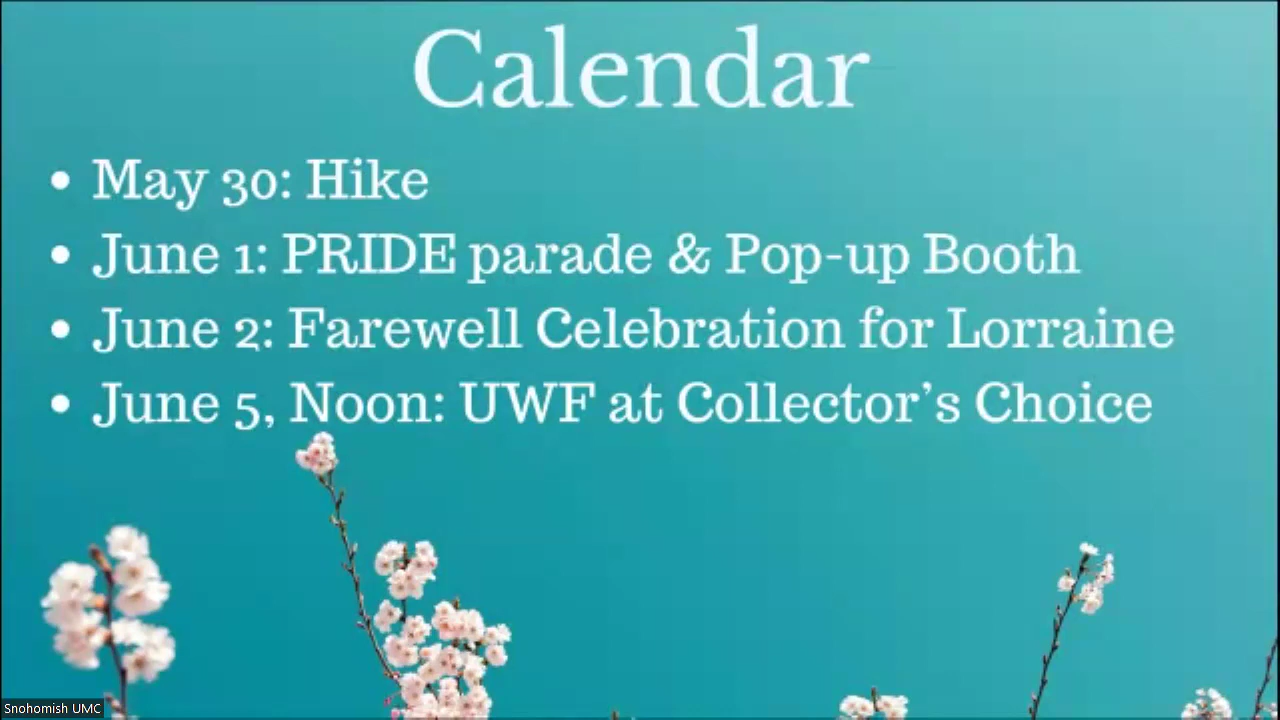 Calendar
• May 30: Hike
• June 1: PRIDE parade & Pop-up Booth
• June 2: Farewell Celebration for Lorraine
• June 5, Noon: UWF at Collector’s Choice
Snohomish UMC